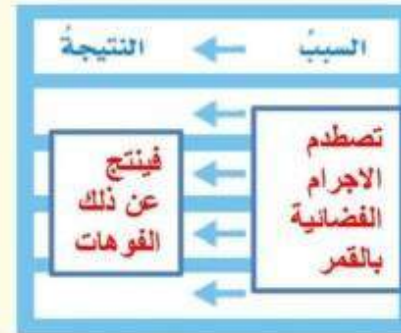 السببُ ← النتيجةُ
تصطدم
الاجرام
الفضائية
بالقمر
فينتج
عن ذلك
الفوهات